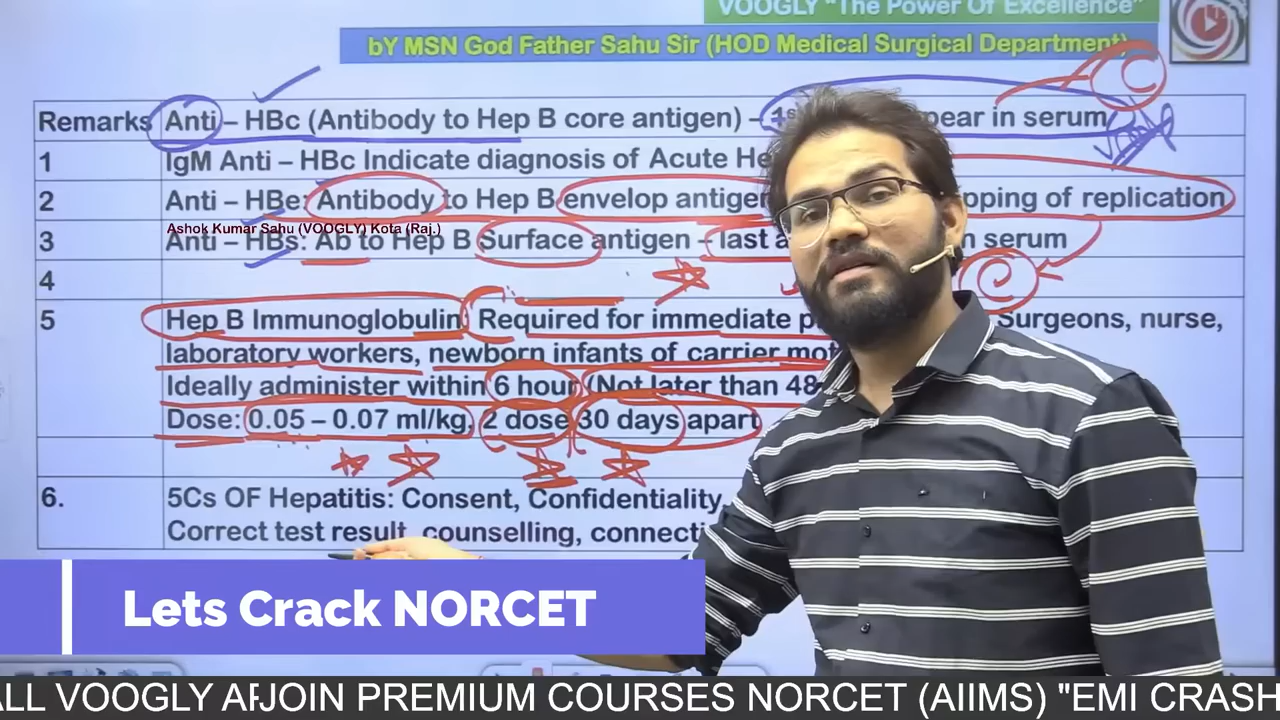 VOOGLY "The Power Of Excellence"
bY MSN God Father Sahu Sir (HOD Medical Surgical Department)
Remarks Anti – HBc (Antibody to Hep B core antigen) – 1s pear in serum
1 IgM Anti – HBc Indicate diagnosis of Acute He
2 Anti – HBe: Antibody to Hep B envelop antigen oping of replication
Ashok Kumar Sahu (VOOGLY) Kota (Raj.)
3 Anti – HBs: Ab to Hep B Surface antigen – last a n serum
4
5 Hep B Immunoglobulin Required for immediate p Surgeons, nurse,
laboratory workers, newborn infants of carrier mot
Ideally administer within 6 hour (Not later than 48
Dose: 0.05 – 0.07 ml/kg, 2 dose 30 days apart
6. 5Cs OF Hepatitis: Consent, Confidentiality,
Correct test result, counselling, connecti
Lets Crack NORCET
ALL VOOGLY AP JOIN PREMIUM COURSES NORCET (AIIMS) "EMI CRASH